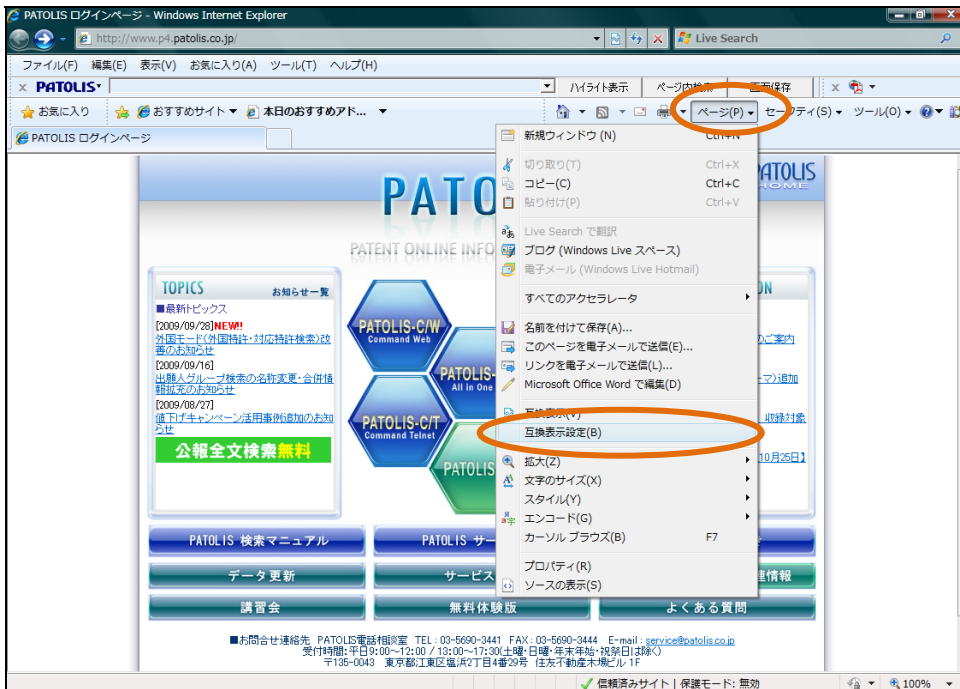 PATOLIS ログインページ - Windows Internet Explorer
http://www.p4.patolis.co.jp/
Live Search
ファイル(F) 編集(E) 表示(V) お気に入り(A) ツール(T) ヘルプ(H)
x PATOLIS
ハイライト表示
ページ内検索
画面保存
x
お気に入り
おすすめサイト ▼
本日のおすすめアド... ▼
ページ(P)
セーフティ(S)
ツール(O)
PATOLIS ログインページ
新規ウィンドウ (N) Ctrl+N
切り取り(T) Ctrl+X
コピー(C) Ctrl+C
貼り付け(P) Ctrl+V
Live Search で翻訳
ブログ (Windows Live スペース)
電子メール (Windows Live Hotmail)
すべてのアクセラレータ
名前を付けて保存(A)...
このページを電子メールで送信(E)...
リンクを電子メールで送信(L)...
Microsoft Office Word で編集(D)
互換表示(V)
互換表示設定(B)
拡大(Z)
文字のサイズ(X)
スタイル(Y)
エンコード(G)
カーソル ブラウズ(B) F7
プロパティ(R)
ソースの表示(S)
PATO
PATOLIS
HOME
PATENT ONLINE INFO
TOPICS
お知らせ一覧
■最新トピックス
[2009/09/28]NEW!!
外国モード(外国特許・対応特許検索)改
善のお知らせ
[2009/09/16]
出願人グループ検索の名称変更・合併情
報拡充のお知らせ
[2009/08/27]
値下げキャンペーン活用事例追加のお知
らせ
公報全文検索無料
PATOLIS-C/W
Command Web
PATOLIS-
All in One
PATOLIS-C/T
Command Telnet
PATOLIS
ON
のご案内
ーマ)追加
収録対象
10月25日】
PATOLIS 検索マニュアル
PATOLIS サー
データ更新
サービス
連情報
講習会
無料体験版
よくある質問
■お問合せ連絡先 PATOLIS電話相談室 TEL : 03-5690-3441 FAX : 03-5690-3444 E-mail : service@patolis.co.jp
受付時間:平日9:00~12:00 / 13:00~17:30(土曜・日曜・年末年始・祝祭日は除く)
〒135-0043 東京都江東区塩浜2丁目4番29号 住友不動産木場ビル 1F
信頼済みサイト | 保護モード: 無効
100%